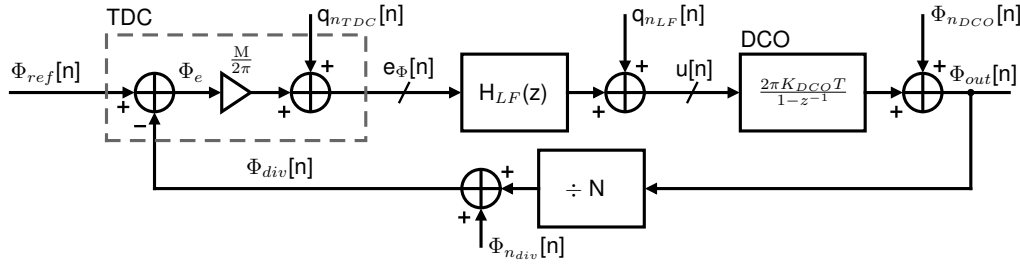 TDC
q_{n_{TDC}}[n]
q_{n_{LF}}[n]
Φ_{n_{DCO}}[n]
Φ_{ref}[n]
Φ_e
M/2π
+
+
+
−
e_Φ[n]
H_{LF}(z)
+
+
u[n]
DCO
2πK_{DCO}T / 1−z^{−1}
+
+
Φ_{out}[n]
Φ_{div}[n]
+
+
÷ N
Φ_{n_{div}}[n]